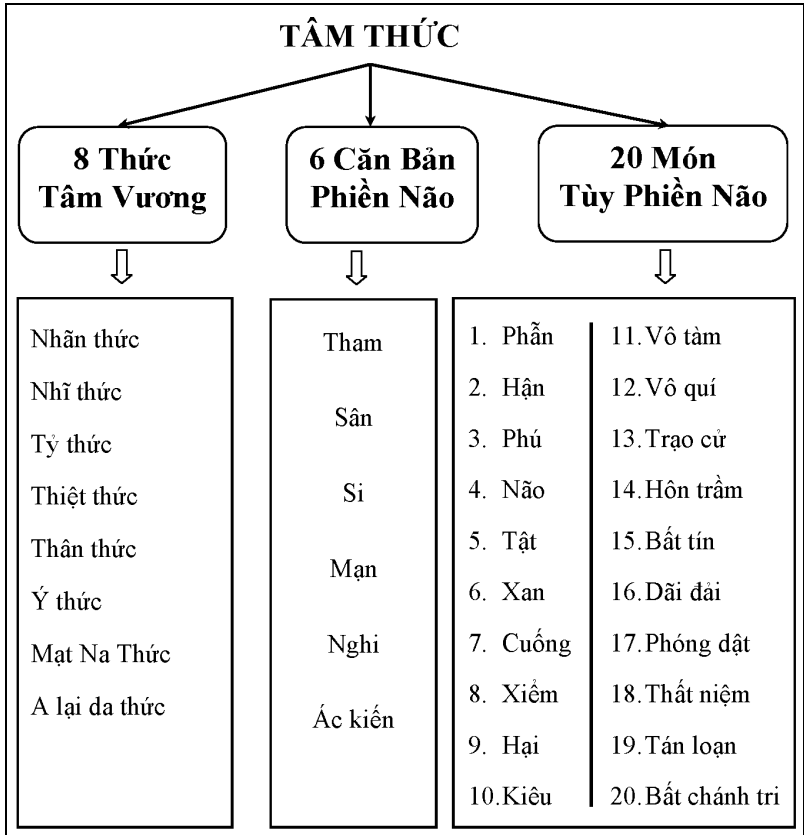 TÂM THỨC
8 Thức
Tâm Vương
6 Căn Bản
Phiền Não
20 Món
Tùy Phiền Não
Nhãn thức
Nhĩ thức
Tỷ thức
Thiệt thức
Thân thức
Ý thức
Mạt Na Thức
A lại da thức
Tham
Sân
Si
Mạn
Nghi
Ác kiến
1. Phẫn
2. Hận
3. Phú
4. Não
5. Tật
6. Xan
7. Cuống
8. Xiểm
9. Hại
10. Kiêu
11. Vô tàm
12. Vô quí
13. Trạo cử
14. Hôn trầm
15. Bất tín
16. Dãi đải
17. Phóng dật
18. Thất niệm
19. Tán loạn
20. Bất chánh tri